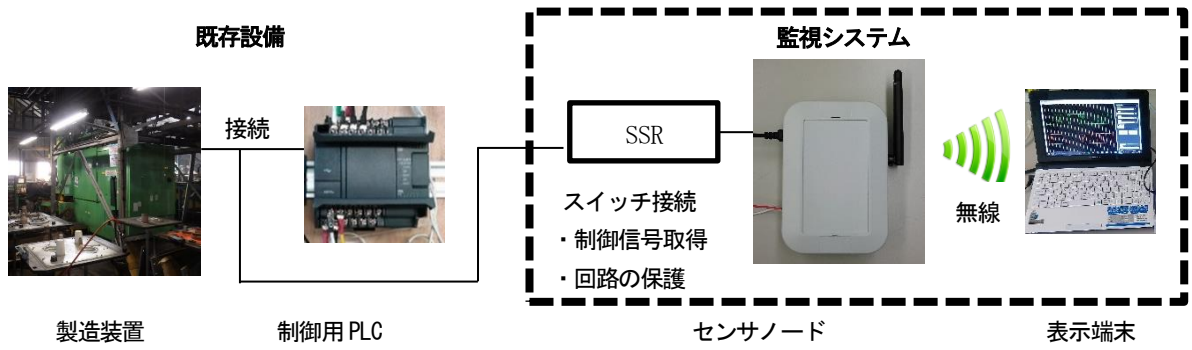 既存設備
監視システム
接続
SSR
スイッチ接続
・制御信号取得
・回路の保護
無線
製造装置
制御用PLC
センサノード
表示端末